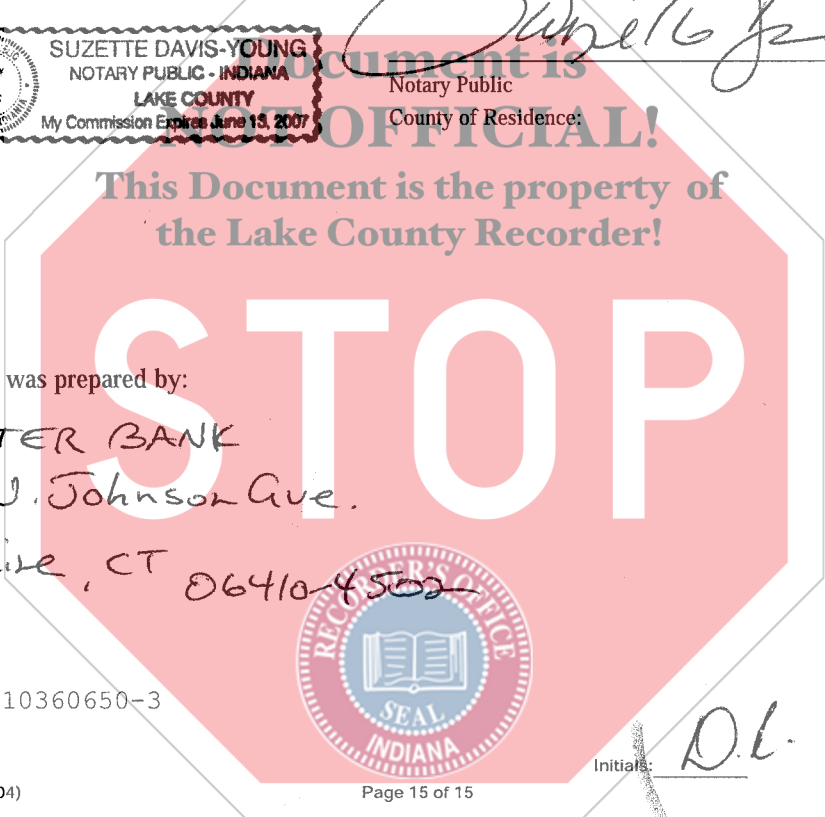 SUZETTE DAVIS-YOUNG
NOTARY PUBLIC - INDIANA
LAKE COUNTY
My Commission Expires June 15, 2007
Notary Public
County of Residence:
Document is
NOT OFFICIAL!
This Document is the property of
the Lake County Recorder!
STOP
was prepared by:
TER BANK
J. Johnson Ave.
ire, CT 06410-4502
RECORDER'S OFFICE
SEAL
INDIANA
10360650-3
Initials: D.L.
04)
Page 15 of 15